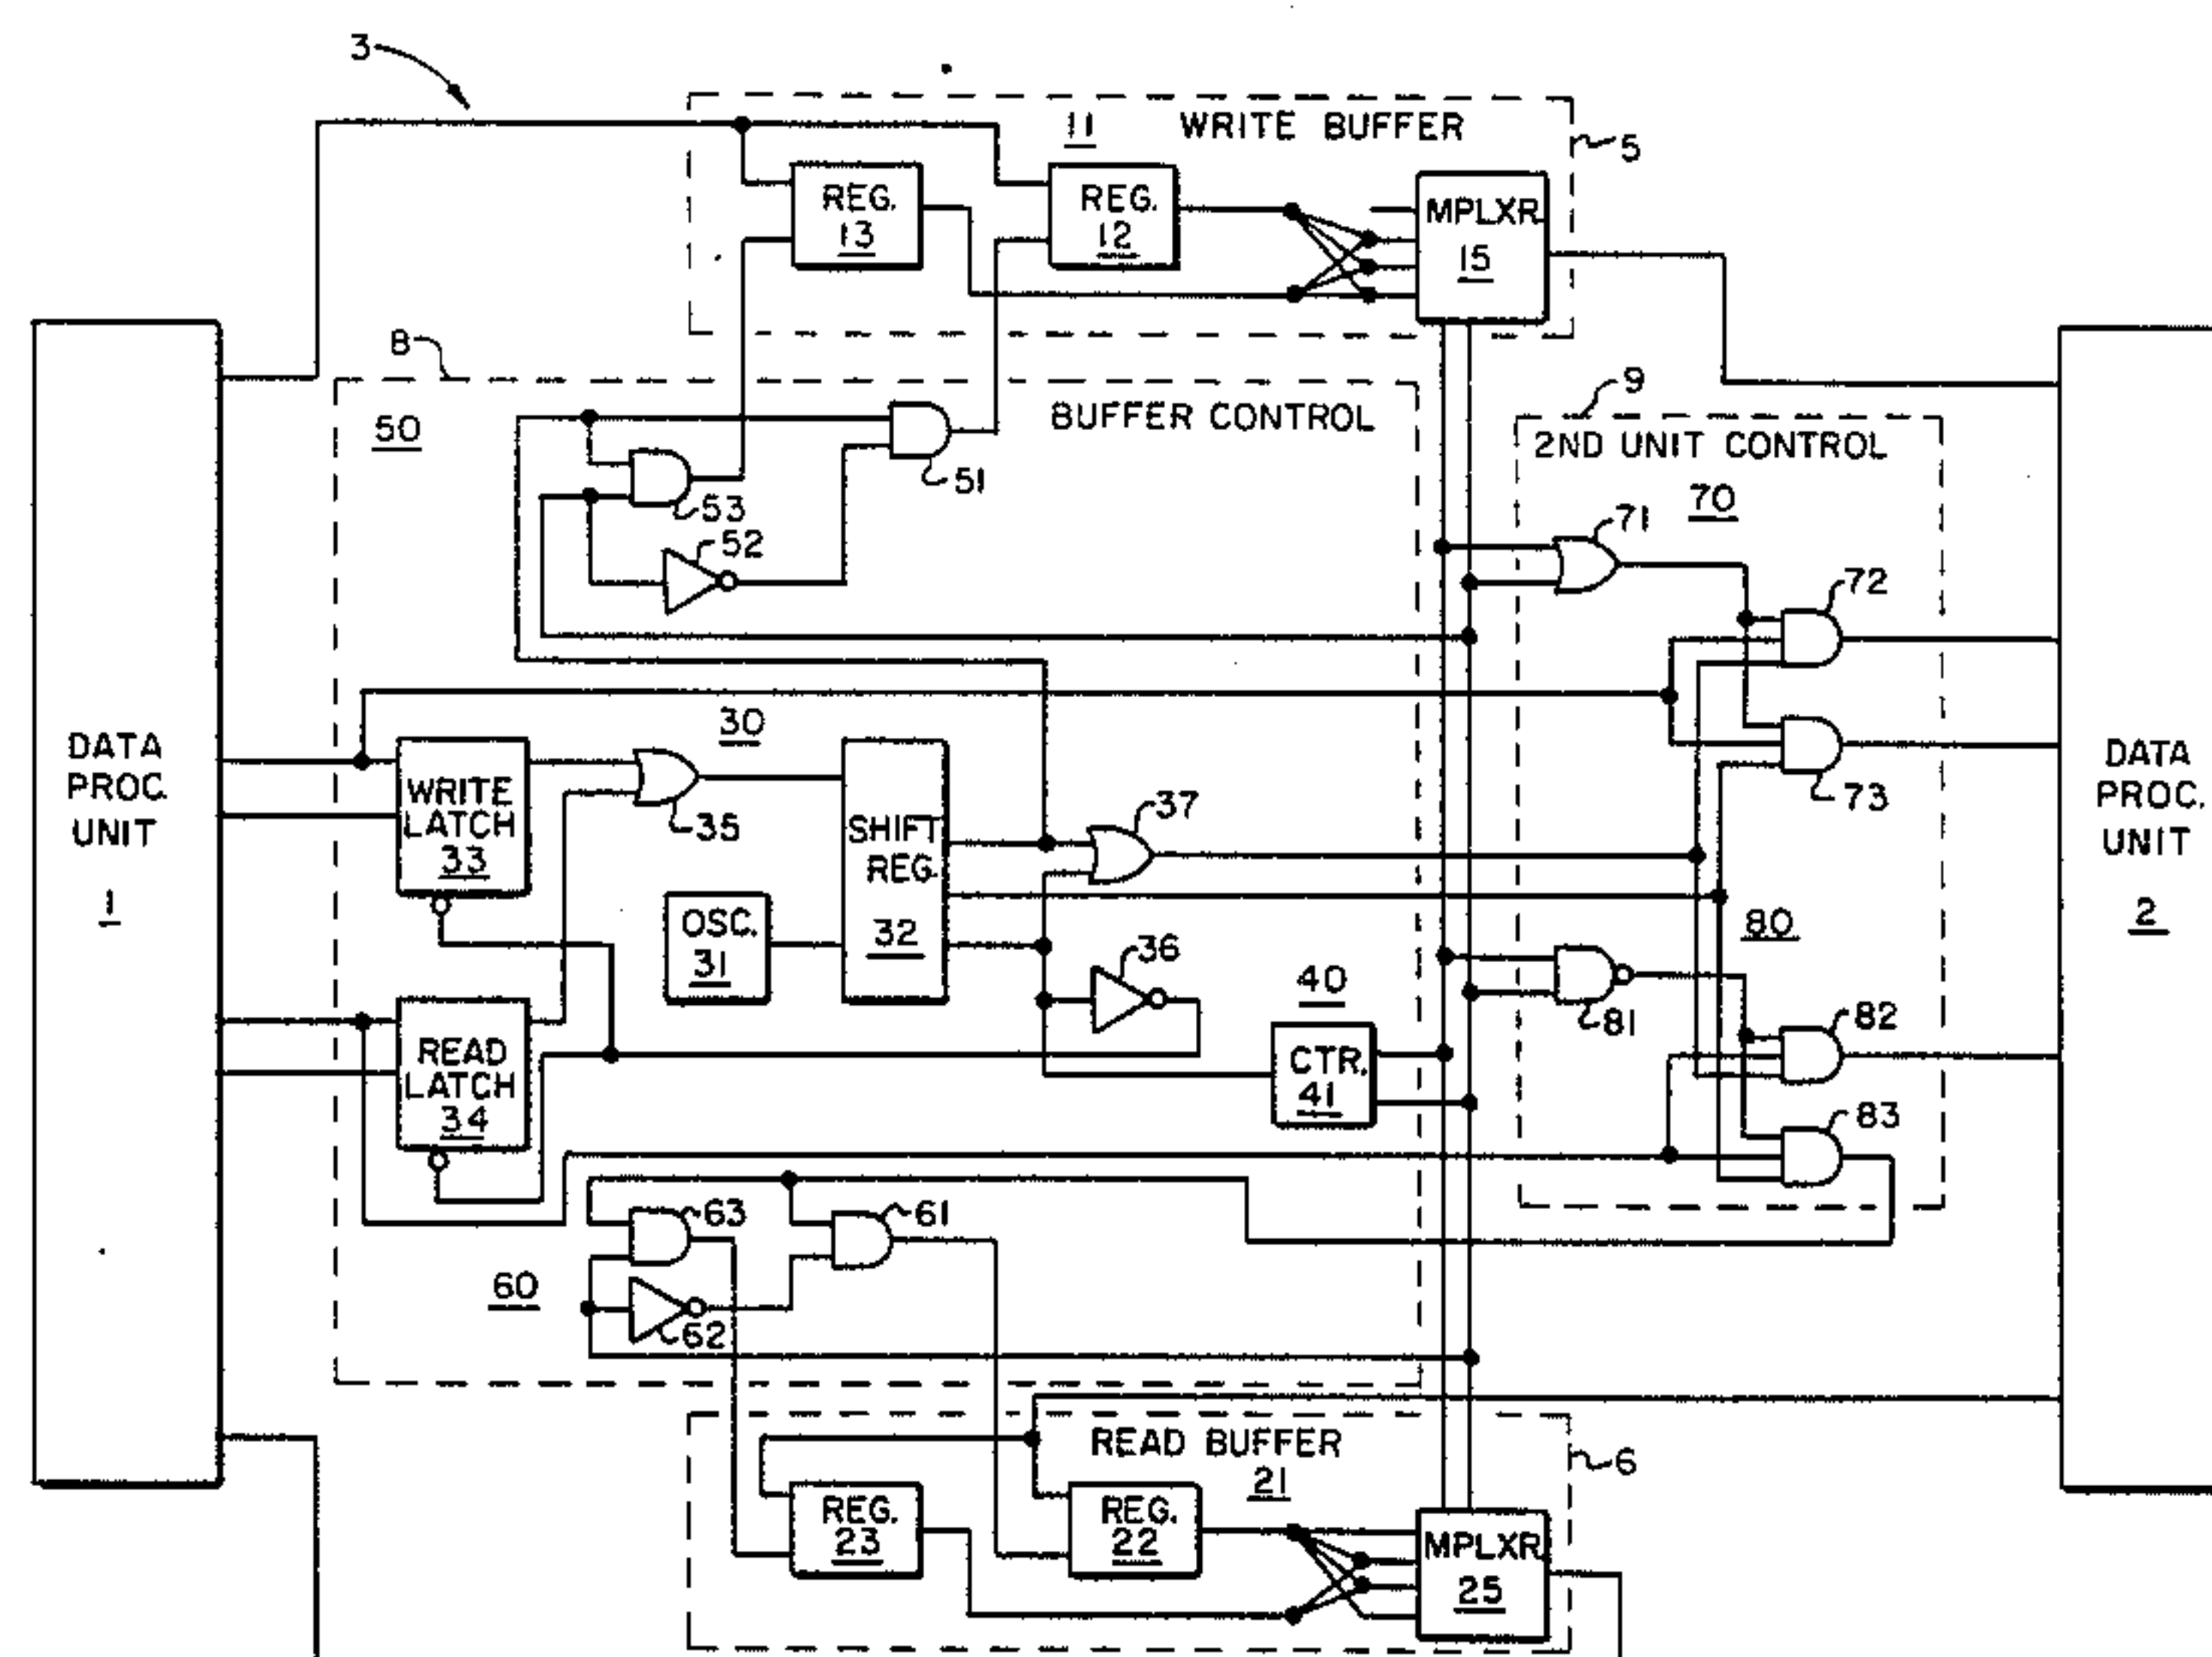 3
11 WRITE BUFFER
5
REG.
13
REG.
12
MPLXR
15
8
50
BUFFER CONTROL
51
53
52
9
2ND UNIT CONTROL
70
71
72
73
DATA
PROC.
UNIT
1
30
WRITE
LATCH
33
35
SHIFT
REG.
32
37
OSC.
31
36
40
CTR.
41
READ
LATCH
34
80
81
82
83
DATA
PROC.
UNIT
2
63
61
60
62
READ BUFFER
21
6
REG.
23
REG.
22
MPLXR
25